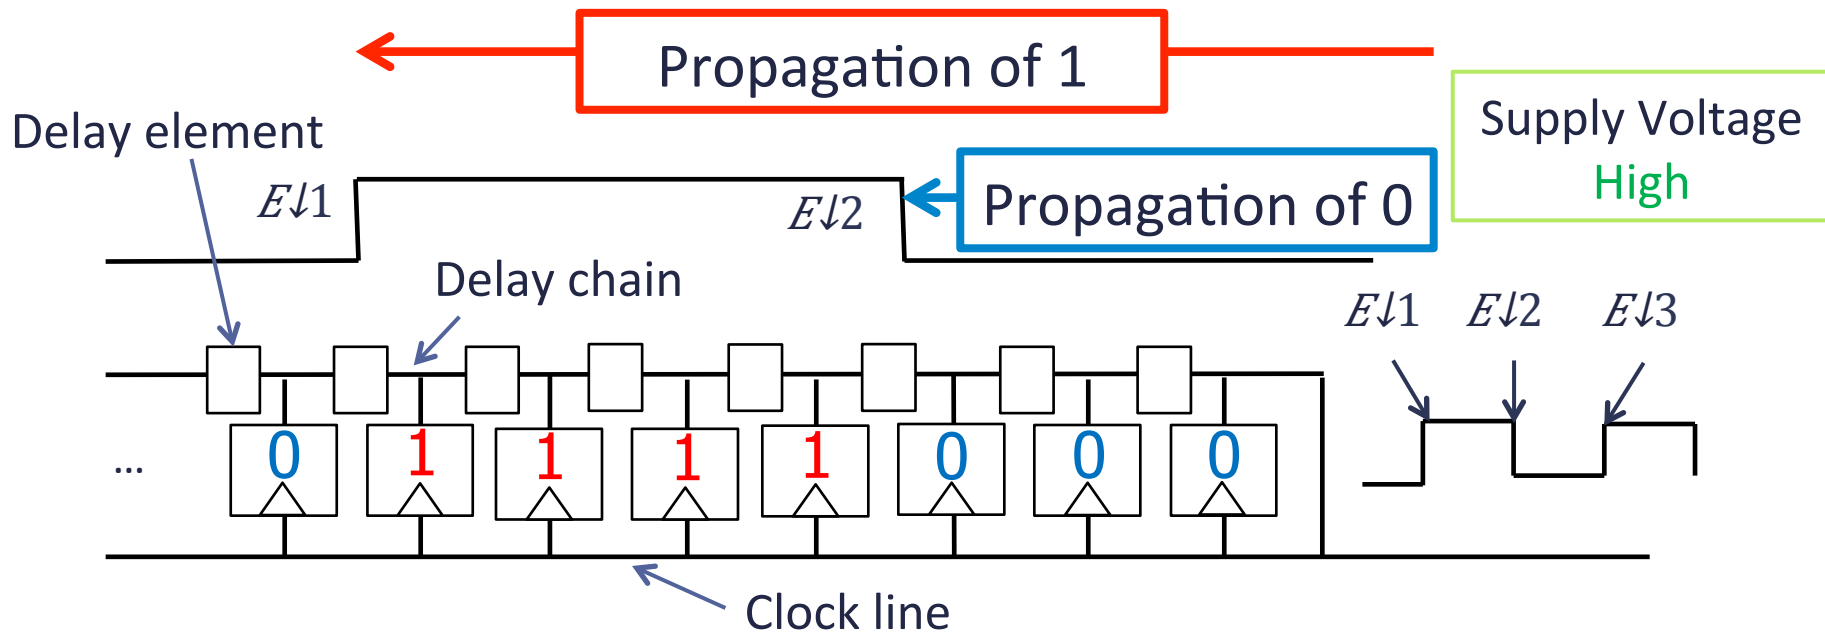 Propagation of 1
Supply Voltage
High
Delay element
E↓1
E↓2
Propagation of 0
Delay chain
E↓1 E↓2 E↓3
... 0 1 1 1 1 0 0 0
Clock line